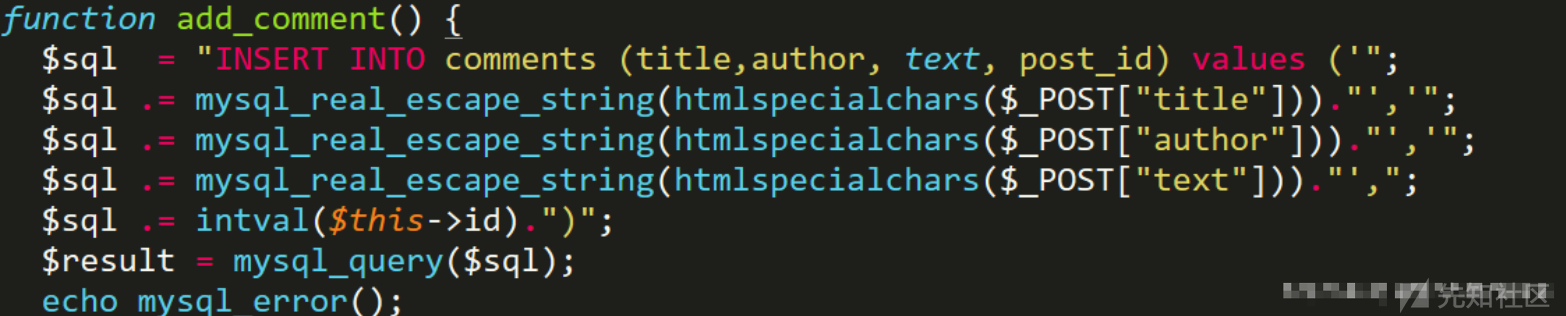 function add_comment() {
  $sql  = "INSERT INTO comments (title,author, text, post_id) values ('";
  $sql .= mysql_real_escape_string(htmlspecialchars($_POST["title"]))."','";
  $sql .= mysql_real_escape_string(htmlspecialchars($_POST["author"]))."','";
  $sql .= mysql_real_escape_string(htmlspecialchars($_POST["text"]))."',";
  $sql .= intval($this->id).")";
  $result = mysql_query($sql);
  echo mysql_error();
先知社区